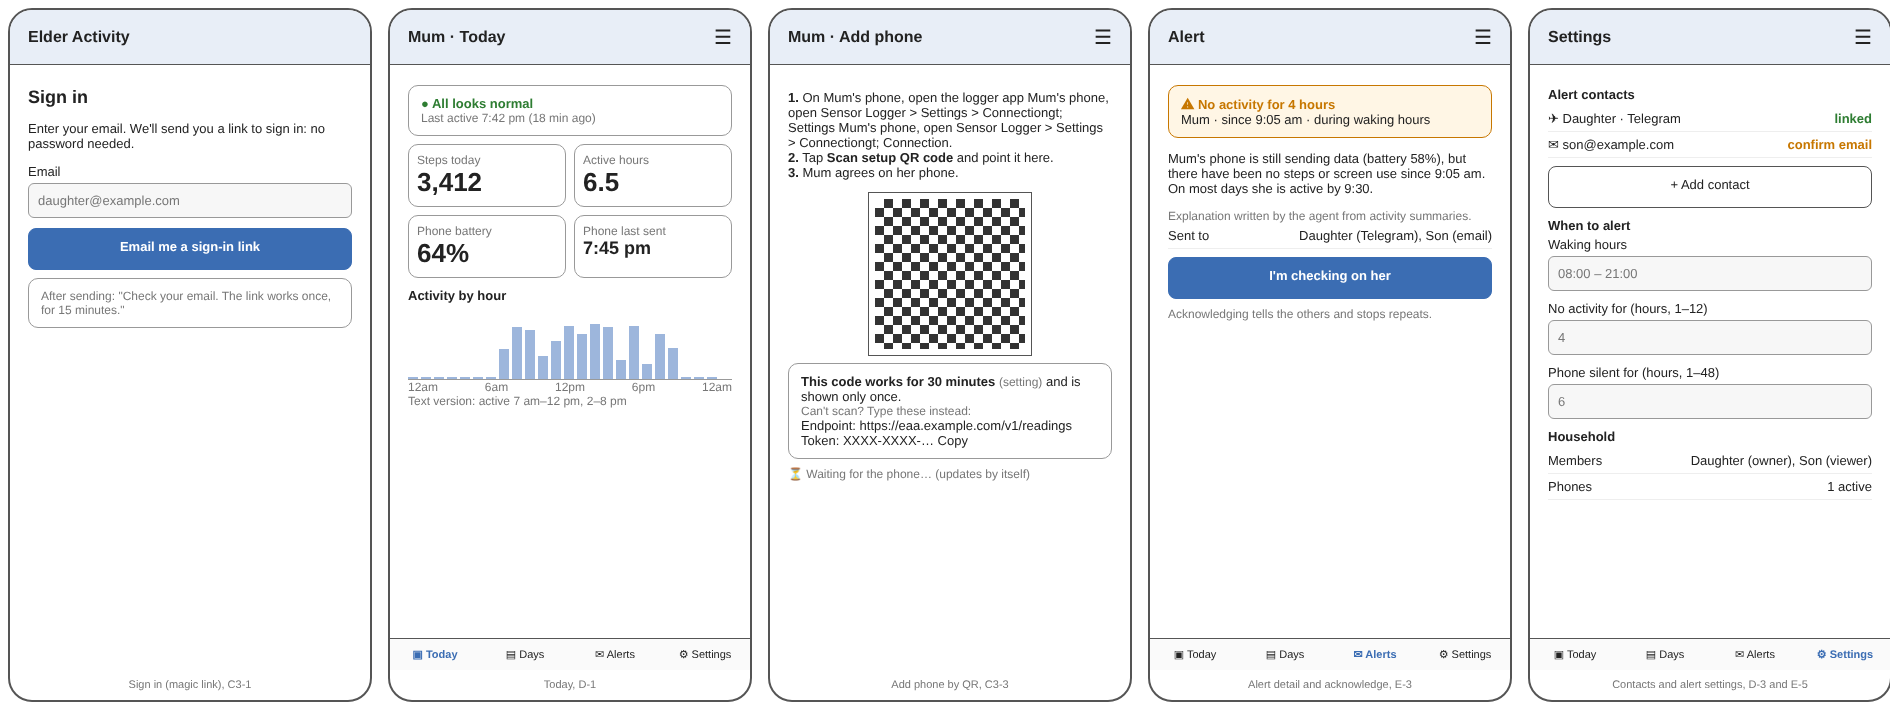 Elder Activity
Sign in
Enter your email. We'll send you a link to sign in: no
password needed.
Email
daughter@example.com
Email me a sign-in link
After sending: "Check your email. The link works once,
for 15 minutes."
Sign in (magic link), C3-1
Mum · Today ☰
● All looks normal
Last active 7:42 pm (18 min ago)
Steps today
3,412
Active hours
6.5
Phone battery
64%
Phone last sent
7:45 pm
Activity by hour
12am 6am 12pm 6pm 12am
Text version: active 7 am–12 pm, 2–8 pm
▣ Today ▤ Days ✉ Alerts ⚙ Settings
Today, D-1
Mum · Add phone ☰
1. On Mum's phone, open the logger app Mum's phone,
open Sensor Logger > Settings > Connectiongt;
Settings Mum's phone, open Sensor Logger > Settings
> Connectiongt; Connection.
2. Tap Scan setup QR code and point it here.
3. Mum agrees on her phone.
This code works for 30 minutes (setting) and is
shown only once.
Can't scan? Type these instead:
Endpoint: https://eaa.example.com/v1/readings
Token: XXXX-XXXX-… Copy
⏳ Waiting for the phone… (updates by itself)
Add phone by QR, C3-3
Alert ☰
⚠ No activity for 4 hours
Mum · since 9:05 am · during waking hours
Mum's phone is still sending data (battery 58%), but
there have been no steps or screen use since 9:05 am.
On most days she is active by 9:30.
Explanation written by the agent from activity summaries.
Sent to Daughter (Telegram), Son (email)
I'm checking on her
Acknowledging tells the others and stops repeats.
▣ Today ▤ Days ✉ Alerts ⚙ Settings
Alert detail and acknowledge, E-3
Settings ☰
Alert contacts
✈ Daughter · Telegram linked
✉ son@example.com confirm email
+ Add contact
When to alert
Waking hours
08:00 – 21:00
No activity for (hours, 1–12)
4
Phone silent for (hours, 1–48)
6
Household
Members Daughter (owner), Son (viewer)
Phones 1 active
▣ Today ▤ Days ✉ Alerts ⚙ Settings
Contacts and alert settings, D-3 and E-5